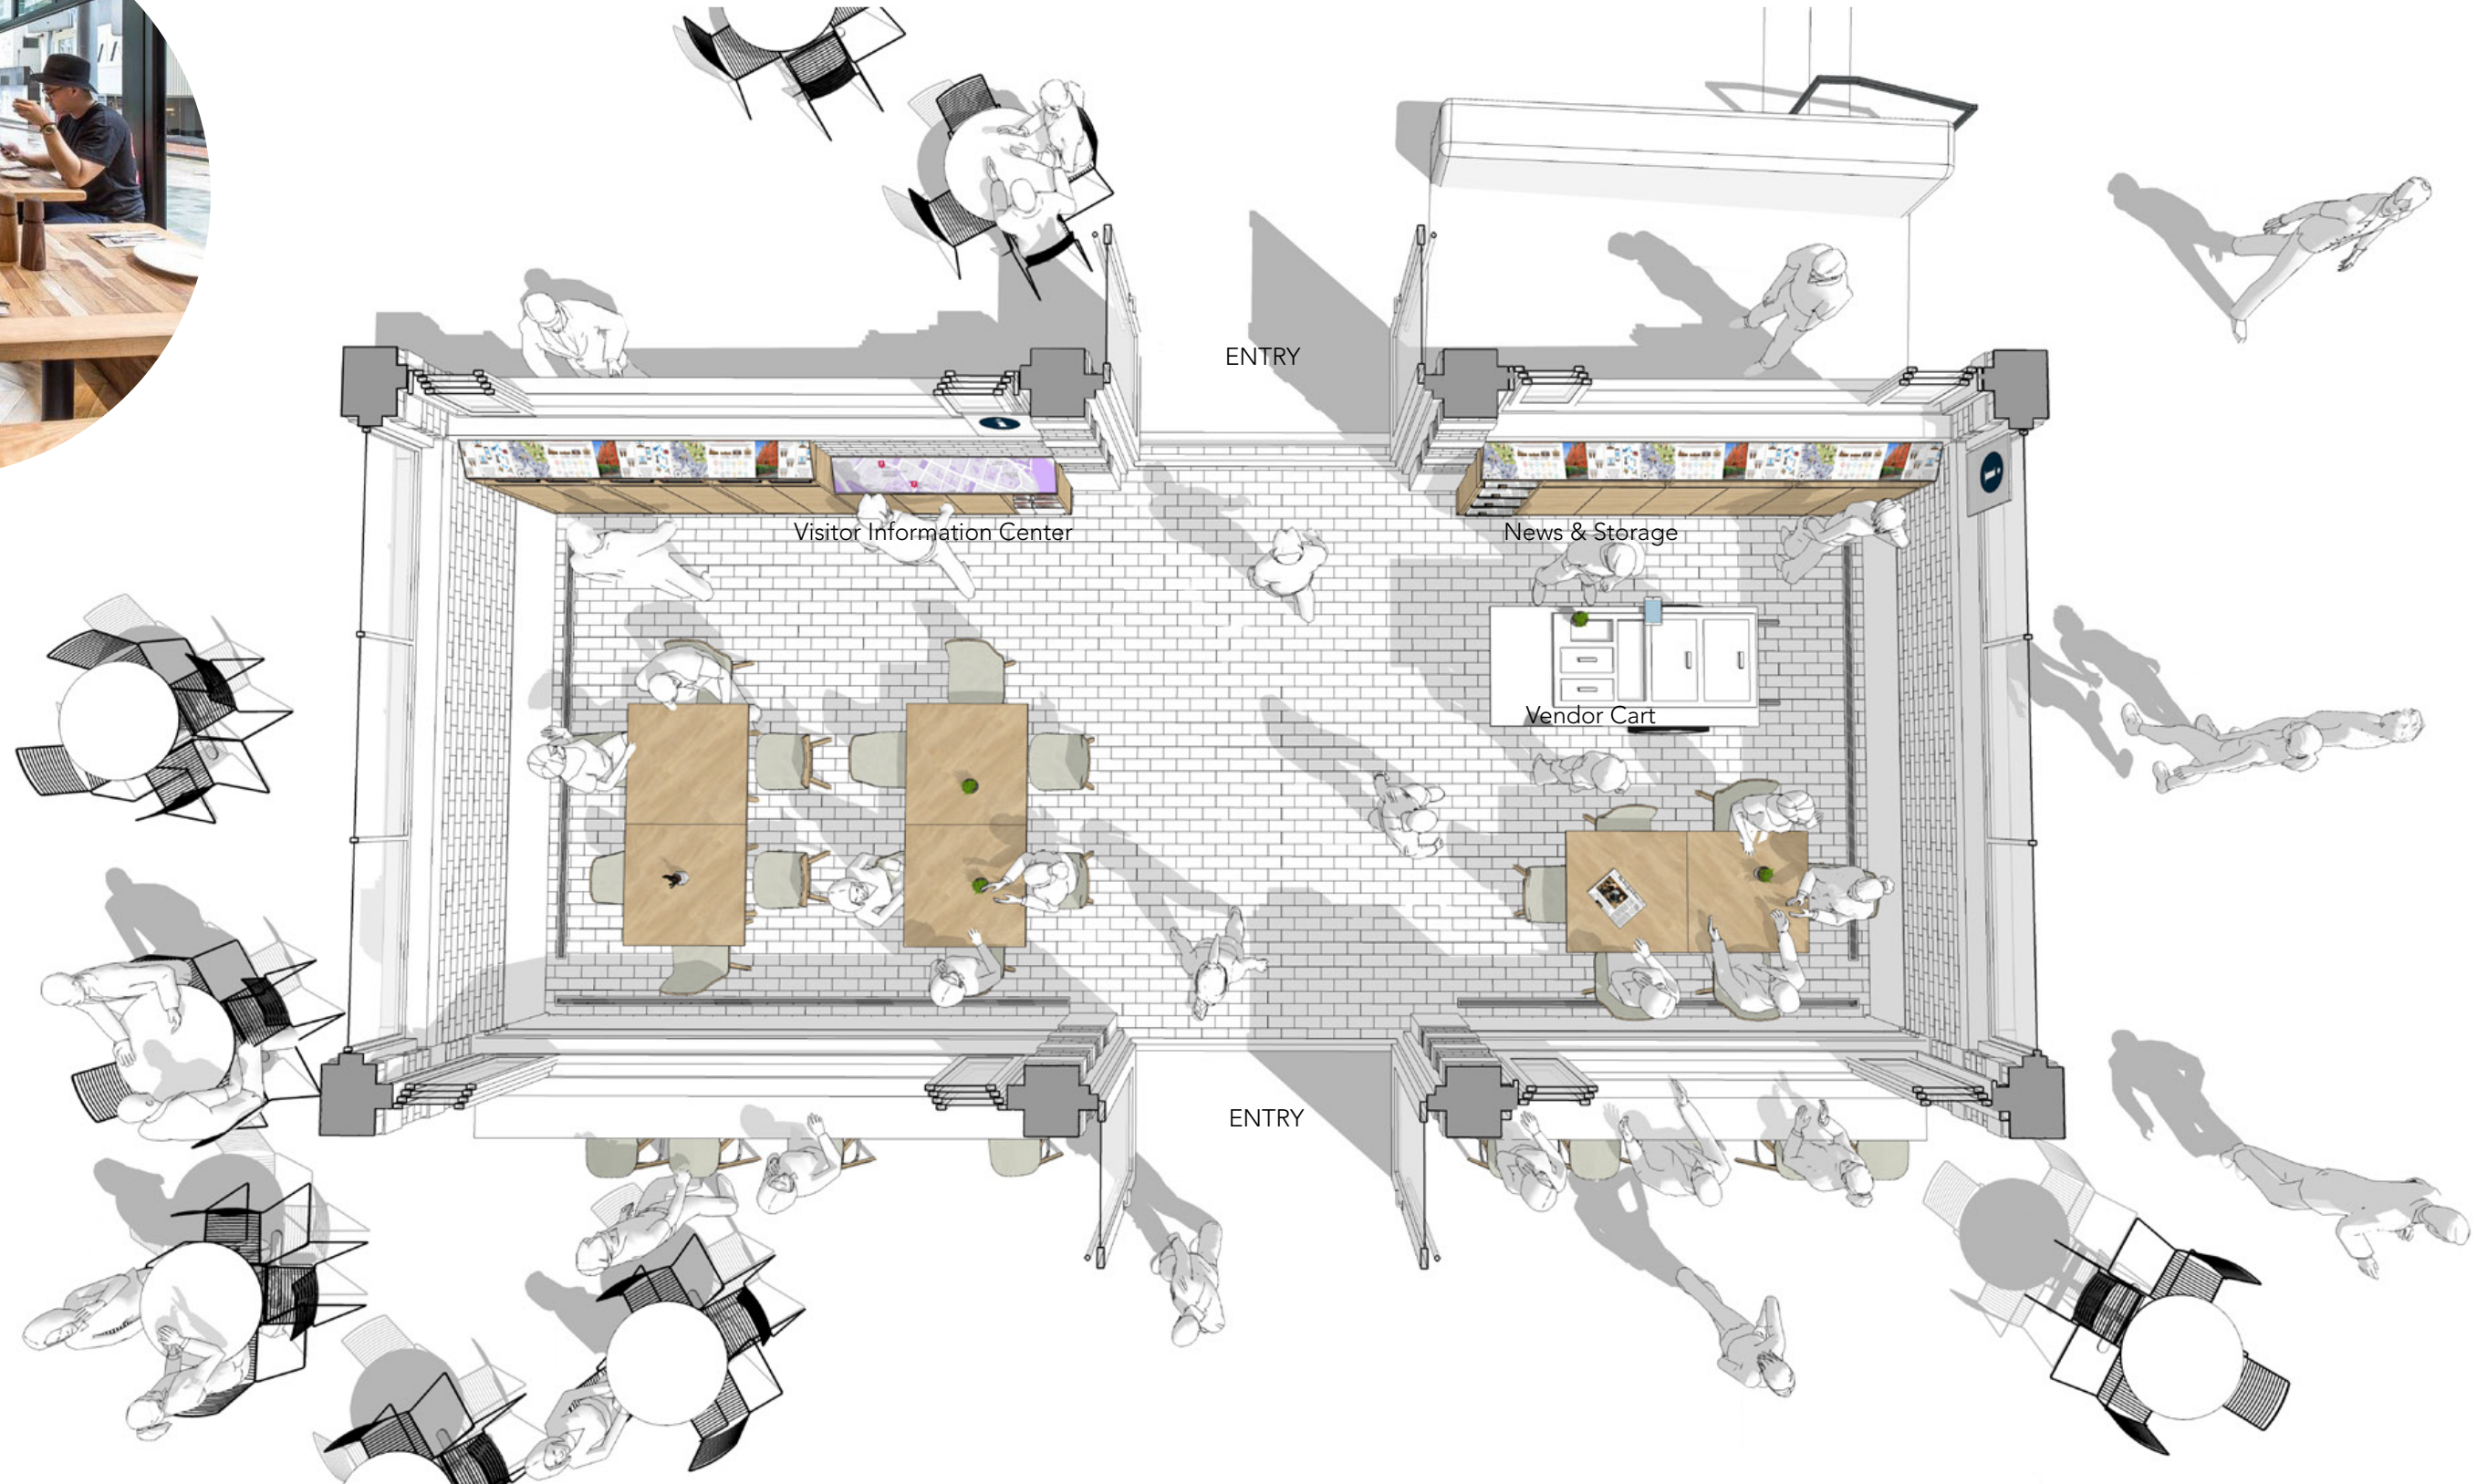 ENTRY
Visitor Information Center
News & Storage
Vendor Cart
ENTRY